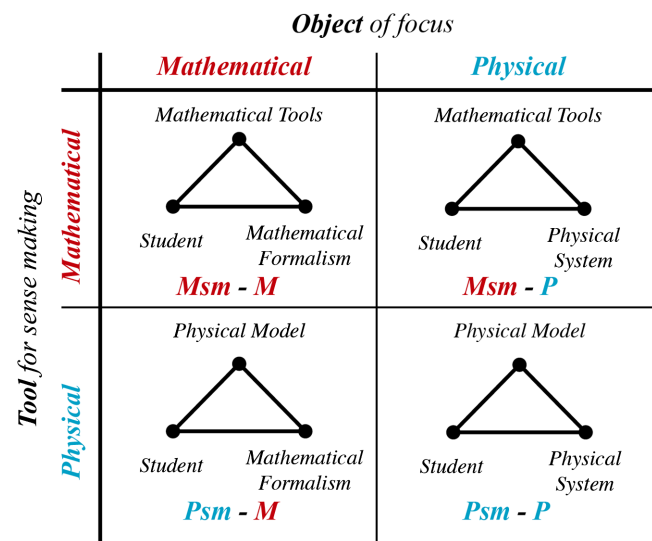 Object of focus
Mathematical
Physical
Tool for sense making
Mathematical
Mathematical Tools
Student
Mathematical
Formalism
Msm - M
Mathematical Tools
Student
Physical
System
Msm - P
Physical
Physical Model
Student
Mathematical
Formalism
Psm - M
Physical Model
Student
Physical
System
Psm - P